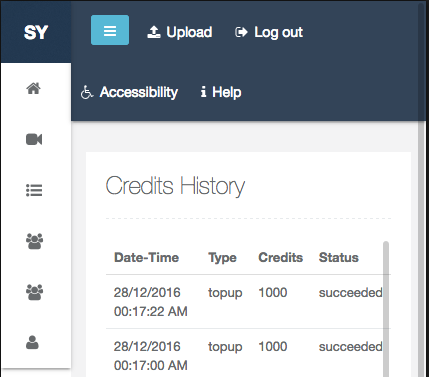 SY
Upload Log out
Accessibility Help
Credits History
Date-Time Type Credits Status
28/12/2016 topup 1000 succeeded
00:17:22 AM
28/12/2016 topup 1000 succeeded
00:17:00 AM